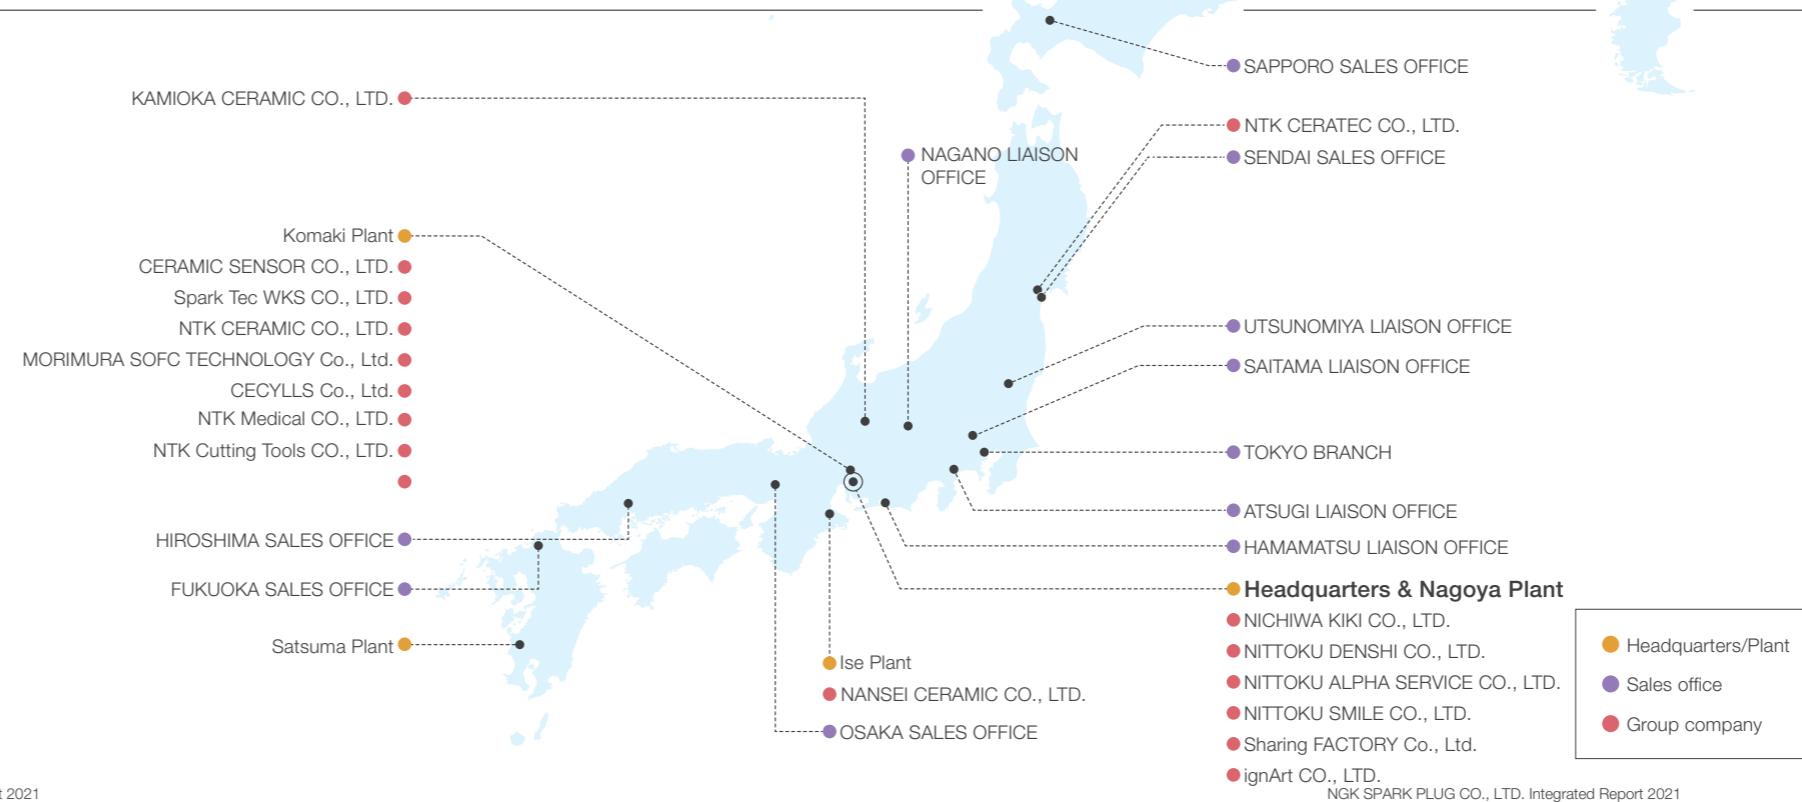 KAMIOKA CERAMIC CO., LTD.
Komaki Plant
CERAMIC SENSOR CO., LTD.
Spark Tec WKS CO., LTD.
NTK CERAMIC CO., LTD.
MORIMURA SOFC TECHNOLOGY Co., Ltd.
CECYLLS Co., Ltd.
NTK Medical CO., LTD.
NTK Cutting Tools CO., LTD.
HIROSHIMA SALES OFFICE
FUKUOKA SALES OFFICE
Satsuma Plant
NAGANO LIAISON
OFFICE
Ise Plant
NANSEI CERAMIC CO., LTD.
OSAKA SALES OFFICE
SAPPORO SALES OFFICE
NTK CERATEC CO., LTD.
SENDAI SALES OFFICE
UTSUNOMIYA LIAISON OFFICE
SAITAMA LIAISON OFFICE
TOKYO BRANCH
ATSUGI LIAISON OFFICE
HAMAMATSU LIAISON OFFICE
Headquarters & Nagoya Plant
NICHIWA KIKI CO., LTD.
NITTOKU DENSHI CO., LTD.
NITTOKU ALPHA SERVICE CO., LTD.
NITTOKU SMILE CO., LTD.
Sharing FACTORY Co., Ltd.
ignArt CO., LTD.
Headquarters/Plant
Sales office
Group company
t 2021
NGK SPARK PLUG CO., LTD. Integrated Report 2021